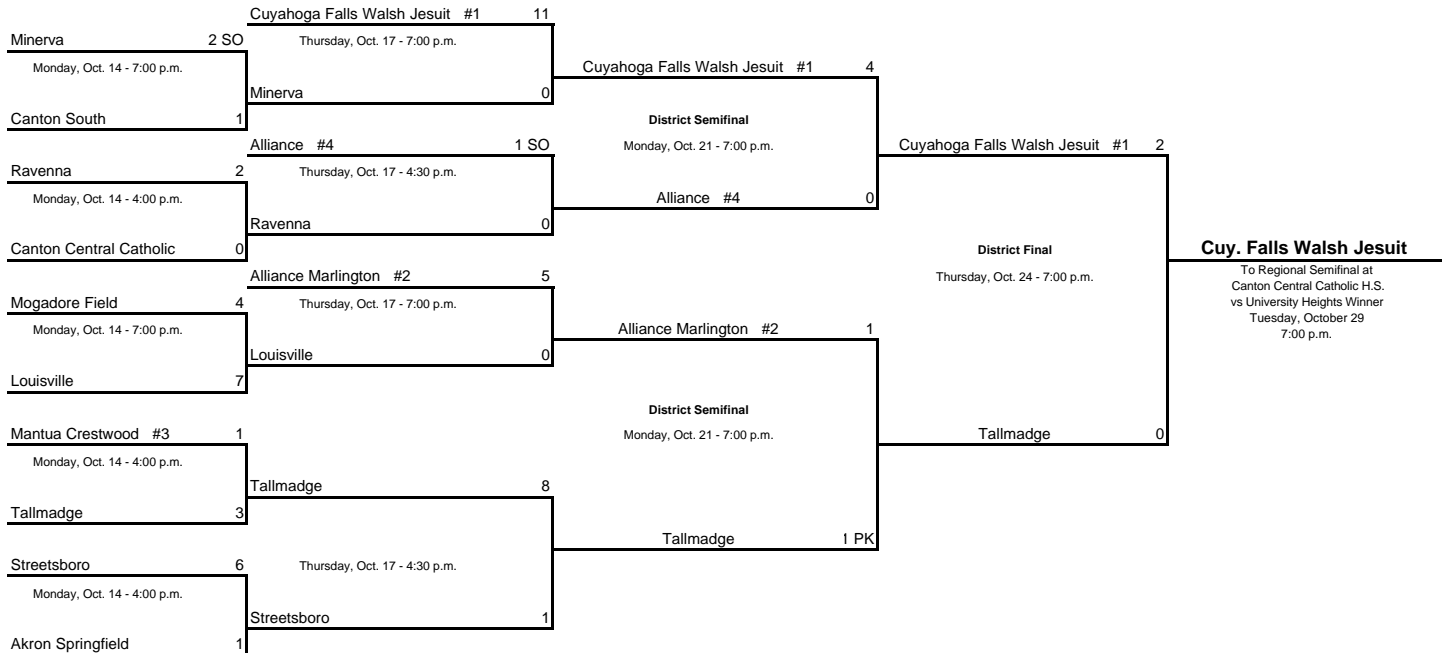 Minerva 2 SO
Monday, Oct. 14 - 7:00 p.m.
Canton South 1
Ravenna 2
Monday, Oct. 14 - 4:00 p.m.
Canton Central Catholic 0
Mogadore Field 4
Monday, Oct. 14 - 7:00 p.m.
Louisville 7
Mantua Crestwood #3 1
Monday, Oct. 14 - 4:00 p.m.
Tallmadge 3
Streetsboro 6
Monday, Oct. 14 - 4:00 p.m.
Akron Springfield 1
Cuyahoga Falls Walsh Jesuit #1 11
Thursday, Oct. 17 - 7:00 p.m.
Minerva 0
Alliance #4 1 SO
Thursday, Oct. 17 - 4:30 p.m.
Ravenna 0
Alliance Marlington #2 5
Thursday, Oct. 17 - 7:00 p.m.
Louisville 0
Tallmadge 8
Thursday, Oct. 17 - 4:30 p.m.
Streetsboro 1
Cuyahoga Falls Walsh Jesuit #1 4
District Semifinal
Monday, Oct. 21 - 7:00 p.m.
Alliance #4 0
Alliance Marlington #2 1
District Semifinal
Monday, Oct. 21 - 7:00 p.m.
Tallmadge 1 PK
Cuyahoga Falls Walsh Jesuit #1 2
District Final
Thursday, Oct. 24 - 7:00 p.m.
Tallmadge 0
Cuy. Falls Walsh Jesuit
To Regional Semifinal at
Canton Central Catholic H.S.
vs University Heights Winner
Tuesday, October 29
7:00 p.m.